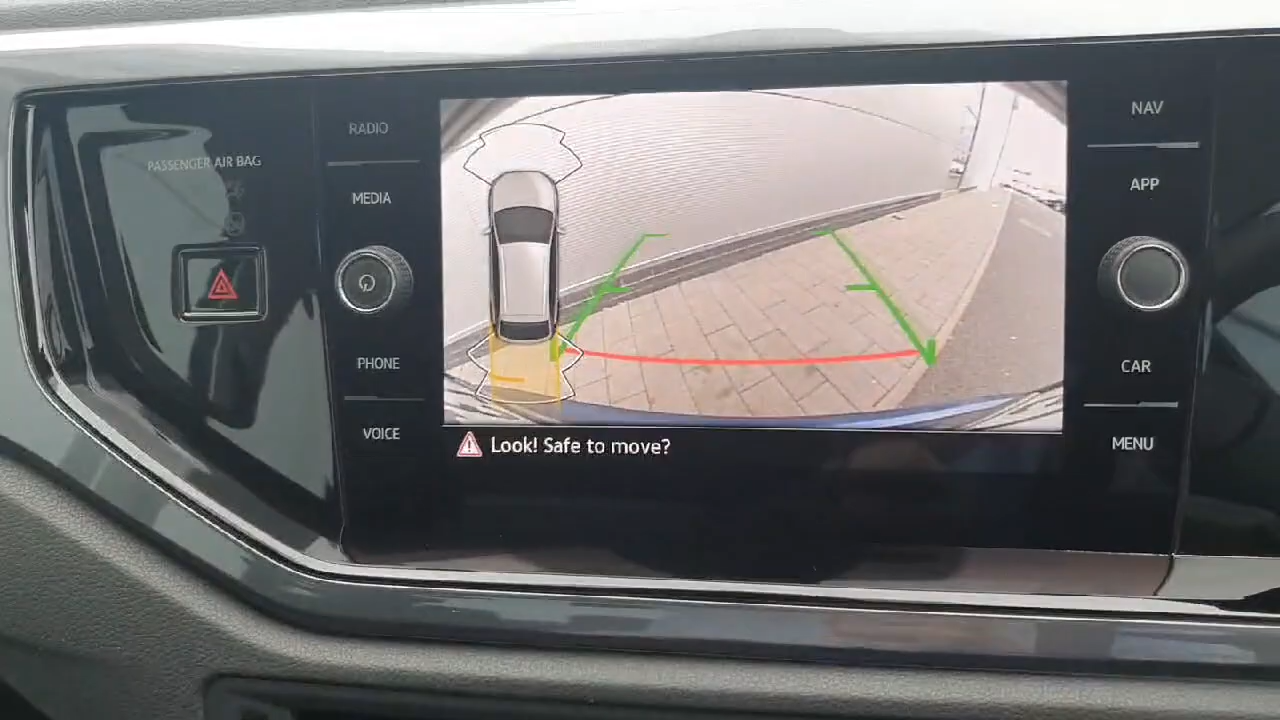 PASSENGER AIR BAG
RADIO
MEDIA
PHONE
VOICE
Look! Safe to move?
NAV
APP
CAR
MENU